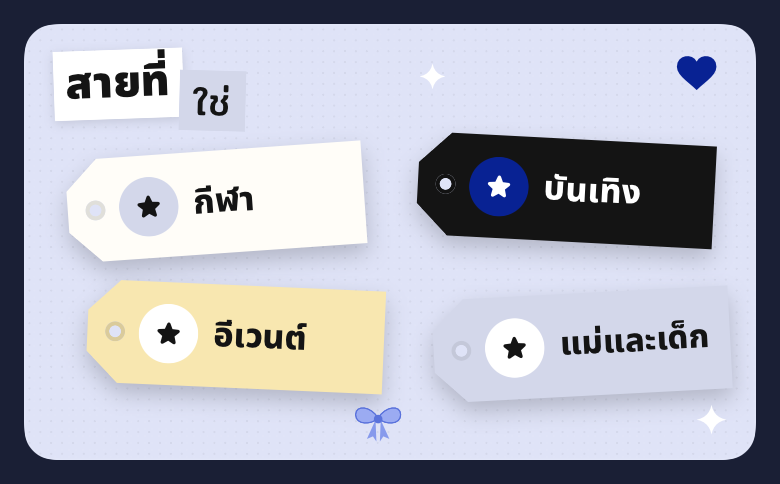 สายที่
ใช่
กีฬา
บันเทิง
อีเวนต์
แม่และเด็ก